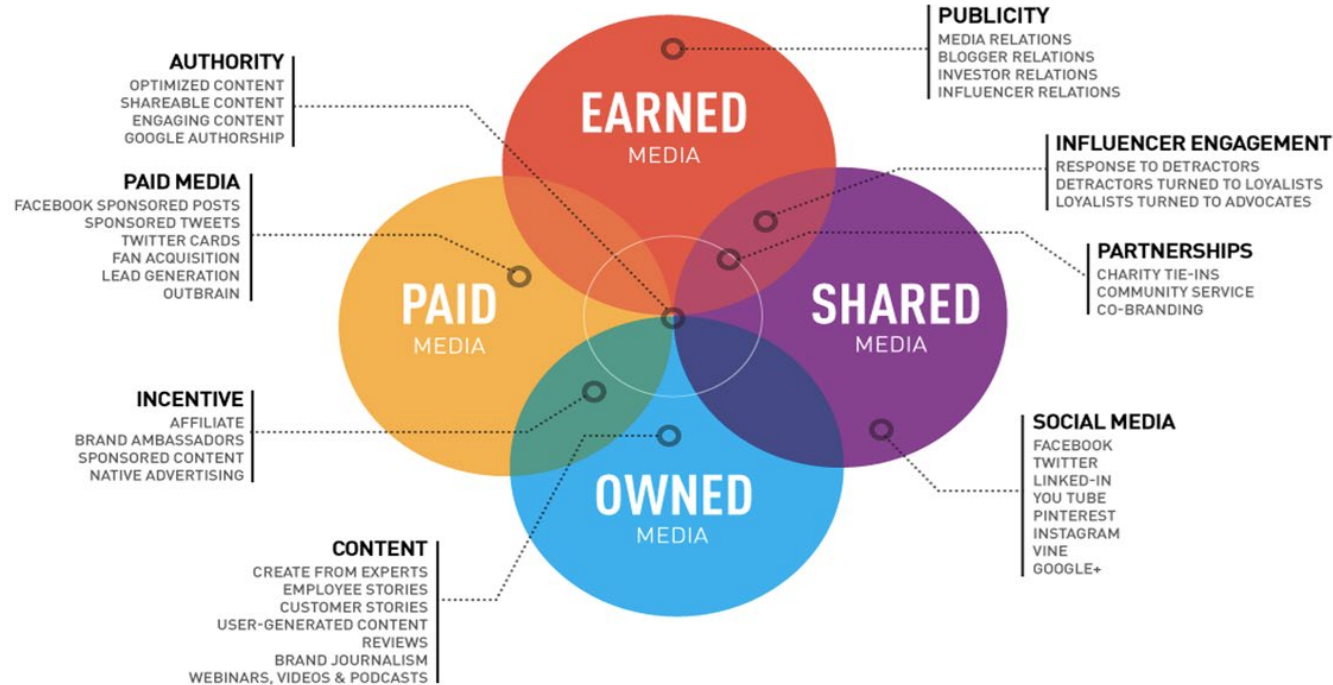 EARNED
MEDIA
PAID
MEDIA
SHARED
MEDIA
OWNED
MEDIA
AUTHORITY
OPTIMIZED CONTENT
SHAREABLE CONTENT
ENGAGING CONTENT
GOOGLE AUTHORSHIP
PAID MEDIA
FACEBOOK SPONSORED POSTS
SPONSORED TWEETS
TWITTER CARDS
FAN ACQUISITION
LEAD GENERATION
OUTBRAIN
INCENTIVE
AFFILIATE
BRAND AMBASSADORS
SPONSORED CONTENT
NATIVE ADVERTISING
CONTENT
CREATE FROM EXPERTS
EMPLOYEE STORIES
CUSTOMER STORIES
USER-GENERATED CONTENT
REVIEWS
BRAND JOURNALISM
WEBINARS, VIDEOS & PODCASTS
PUBLICITY
MEDIA RELATIONS
BLOGGER RELATIONS
INVESTOR RELATIONS
INFLUENCER RELATIONS
INFLUENCER ENGAGEMENT
RESPONSE TO DETRACTORS
DETRACTORS TURNED TO LOYALISTS
LOYALISTS TURNED TO ADVOCATES
PARTNERSHIPS
CHARITY TIE-INS
COMMUNITY SERVICE
CO-BRANDING
SOCIAL MEDIA
FACEBOOK
TWITTER
LINKED-IN
YOU TUBE
PINTEREST
INSTAGRAM
VINE
GOOGLE+